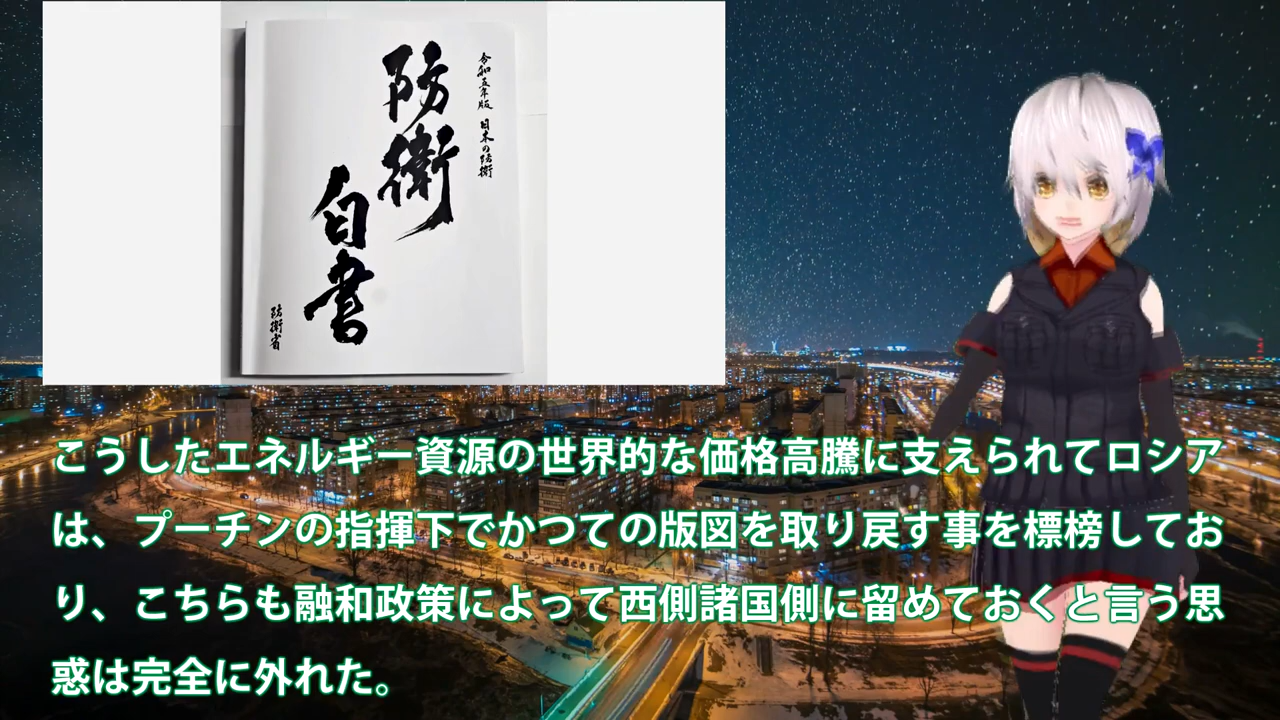 令和五年版 日本の防衛
防衛
白書
防衛省
こうしたエネルギー資源の世界的な価格高騰に支えられてロシア
は、プーチンの指揮下でかつての版図を取り戻す事を標榜してお
り、こちらも融和政策によって西側諸国側に留めておくと言う思
惑は完全に外れた。